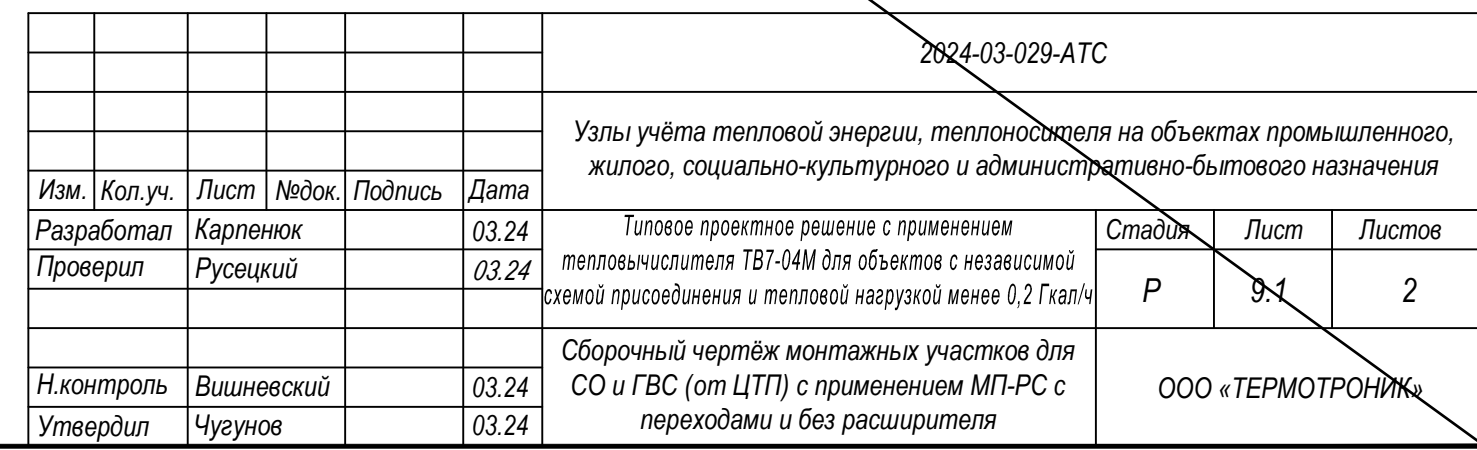 2024-03-029-АТС
Узлы учёта тепловой энергии, теплоносителя на объектах промышленного,
жилого, социально-культурного и административно-бытового назначения
Изм. Кол.уч. Лист №док. Подпись Дата
Разработал Карпенюк 03.24
Проверил Русецкий 03.24
Типовое проектное решение с применением
тепловычислителя ТВ7-04М для объектов с независимой
схемой присоединения и тепловой нагрузкой менее 0,2 Гкал/ч
Стадия Лист Листов
Р 9.1 2
Н.контроль Вишневский 03.24
Утвердил Чугунов 03.24
Сборочный чертёж монтажных участков для
СО и ГВС (от ЦТП) с применением МП-РС с
переходами и без расширителя
ООО «ТЕРМОТРОНИК»